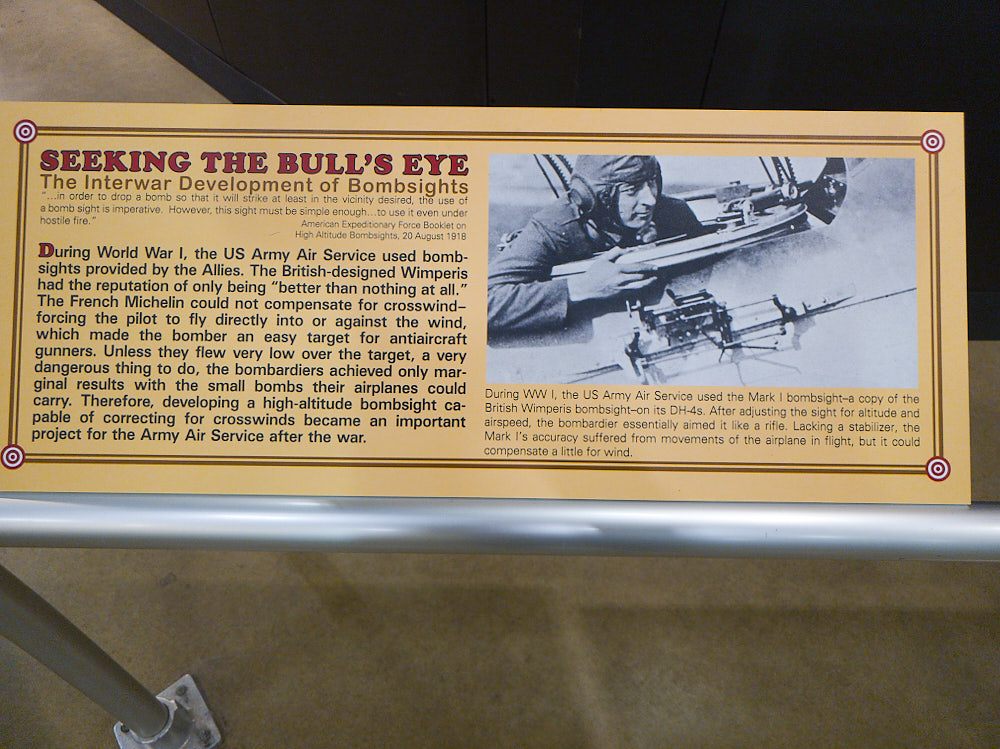 SEEKING THE BULL'S EYE
The Interwar Development of Bombsights
"...in order to drop a bomb so that it will strike at least in the vicinity desired, the use of
a bomb sight is imperative. However, this sight must be simple enough...to use it even under
hostile fire."
American Expeditionary Force Booklet on
High Altitude Bombsights, 20 August 1918
During World War I, the US Army Air Service used bomb-
sights provided by the Allies. The British-designed Wimperis
had the reputation of only being "better than nothing at all."
The French Michelin could not compensate for crosswind–
forcing the pilot to fly directly into or against the wind,
which made the bomber an easy target for antiaircraft
gunners. Unless they flew very low over the target, a very
dangerous thing to do, the bombardiers achieved only mar-
ginal results with the small bombs their airplanes could
carry. Therefore, developing a high-altitude bombsight ca-
pable of correcting for crosswinds became an important
project for the Army Air Service after the war.
During WW I, the US Army Air Service used the Mark I bombsight–a copy of the
British Wimperis bombsight–on its DH-4s. After adjusting the sight for altitude and
airspeed, the bombardier essentially aimed it like a rifle. Lacking a stabilizer, the
Mark I's accuracy suffered from movements of the airplane in flight, but it could
compensate a little for wind.